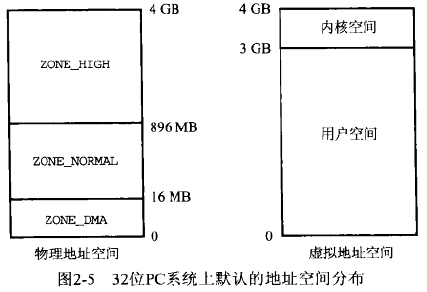 4 GB
ZONE_HIGH
896 MB
ZONE_NORMAL
16 MB
ZONE_DMA
0
物理地址空间
4 GB
内核空间
3 GB
用户空间
0
虚拟地址空间
图2-5 32位PC系统上默认的地址空间分布